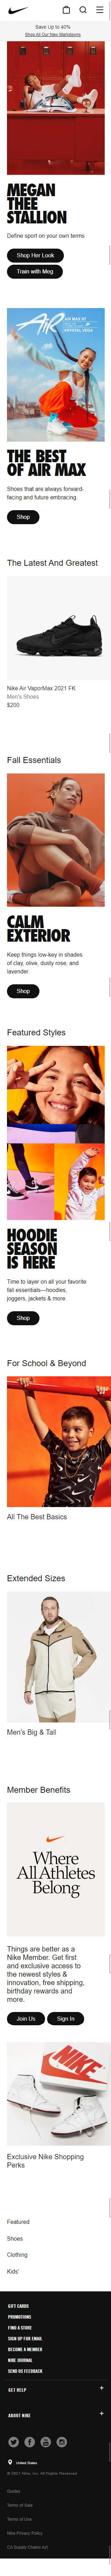 Save Up to 40%
Shop All Our New Markdowns
MEGAN
THEE
STALLION
Define sport on your own terms
Shop Her Look
Train with Meg
AIR
AIR MAX 97
KRYSTAL VEGA
THE BEST
OF AIR MAX
Shoes that are always forward-
facing and future embracing.
Shop
The Latest And Greatest
Nike Air VaporMax 2021 FK
Men's Shoes
$200
Fall Essentials
CALM
EXTERIOR
Keep things low-key in shades
of clay, olive, dusty rose, and
lavender.
Shop
Featured Styles
HOODIE
SEASON
IS HERE
Time to layer on all your favorite
fall essentials—hoodies,
joggers, jackets & more.
Shop
For School & Beyond
All The Best Basics
Extended Sizes
Men's Big & Tall
Member Benefits
Where
All Athletes
Belong
Things are better as a
Nike Member. Get first
and exclusive access to
the newest styles &
innovation, free shipping,
birthday rewards and
more.
Join Us
Sign In
NIKE
Exclusive Nike Shopping
Perks
Featured
Shoes
Clothing
Kids'
GIFT CARDS
PROMOTIONS
FIND A STORE
SIGN UP FOR EMAIL
BECOME A MEMBER
NIKE JOURNAL
SEND US FEEDBACK
GET HELP
ABOUT NIKE
United States
© 2021 Nike, Inc. All Rights Reserved
Guides
Terms of Sale
Terms of Use
Nike Privacy Policy
CA Supply Chains Act